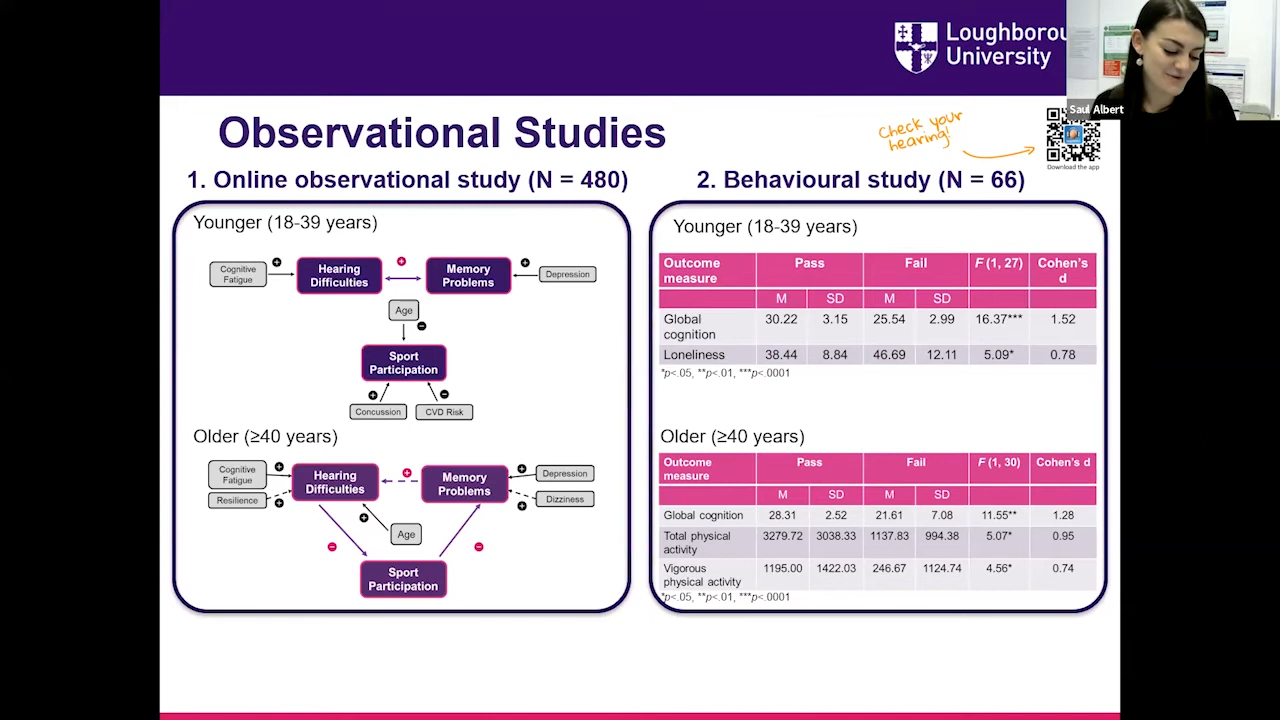 Loughborou
University
Saul Albert
Observational Studies
Check your
hearing!
Download the app
1. Online observational study (N = 480)
2. Behavioural study (N = 66)
Younger (18-39 years)
Cognitive
Fatigue
+
Hearing
Difficulties
+
Memory
Problems
+
Depression
Age
−
Sport
Participation
+
−
Concussion
CVD Risk
Older (≥40 years)
Cognitive
Fatigue
+
Resilience
+
Hearing
Difficulties
+
Memory
Problems
+
Depression
+
Dizziness
+
Age
−
−
Sport
Participation
Younger (18-39 years)
Outcome
measure
Pass
Fail
F (1, 27)
Cohen's
d
M SD M SD
Global
cognition
30.22 3.15 25.54 2.99 16.37*** 1.52
Loneliness 38.44 8.84 46.69 12.11 5.09* 0.78
*p<.05, **p<.01, ***p<.0001
Older (≥40 years)
Outcome
measure
Pass
Fail
F (1, 30)
Cohen's d
M SD M SD
Global cognition 28.31 2.52 21.61 7.08 11.55** 1.28
Total physical
activity
3279.72 3038.33 1137.83 994.38 5.07* 0.95
Vigorous
physical activity
1195.00 1422.03 246.67 1124.74 4.56* 0.74
*p<.05, **p<.01, ***p<.0001